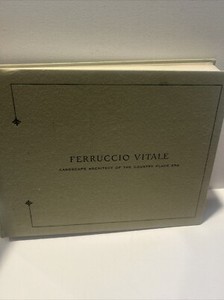 FERRUCCIO VITALE
LANDSCAPE ARCHITECT OF THE COUNTRY PLACE ERA